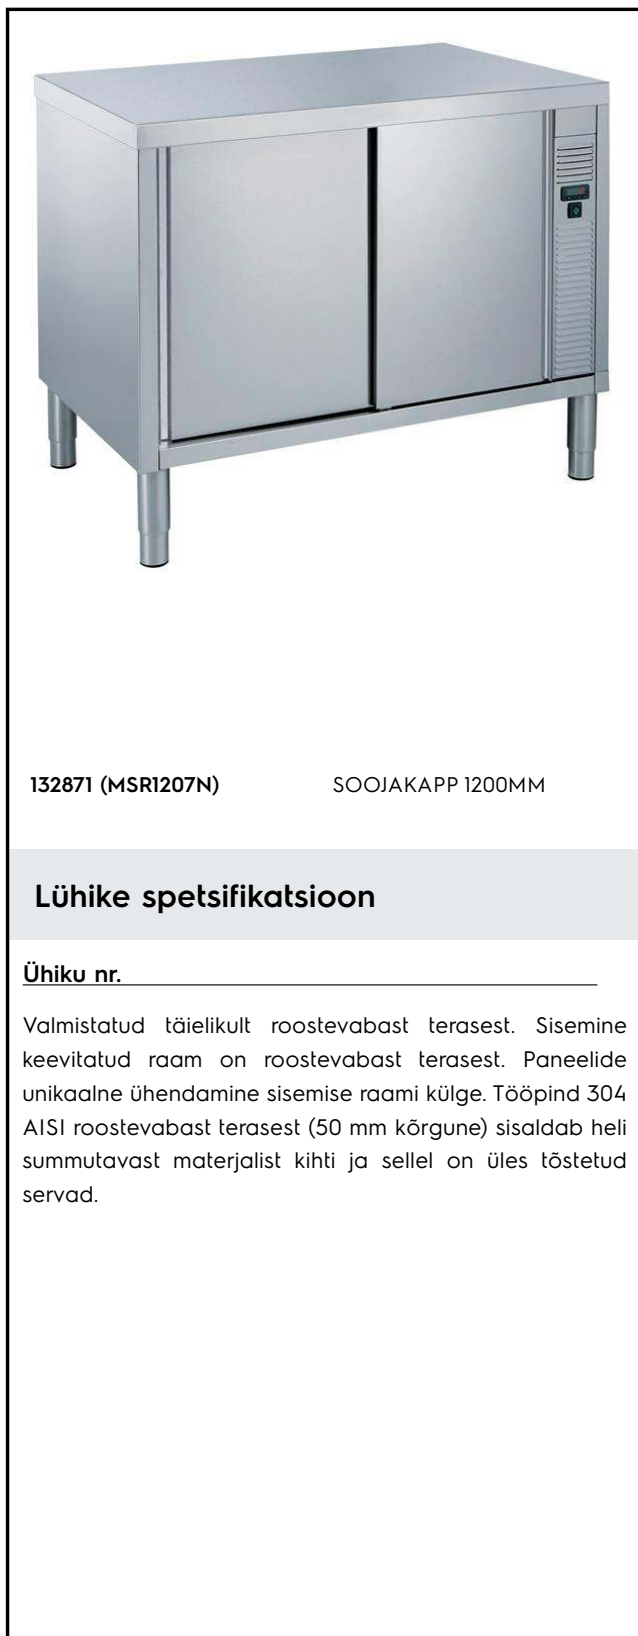 132871 (MSR1207N) SOOJAKAPP 1200MM
Lühike spetsifikatsioon
Ühiku nr.
Valmistatud täielikult roostevabast terasest. Sisemine
keevitatud raam on roostevabast terasest. Paneelide
unikaalne ühendamine sisemise raami külge. Tööpind 304
AISI roostevabast terasest (50 mm kõrgune) sisaldab heli
summutavast materjalist kihti ja sellel on üles tõstetud
servad.